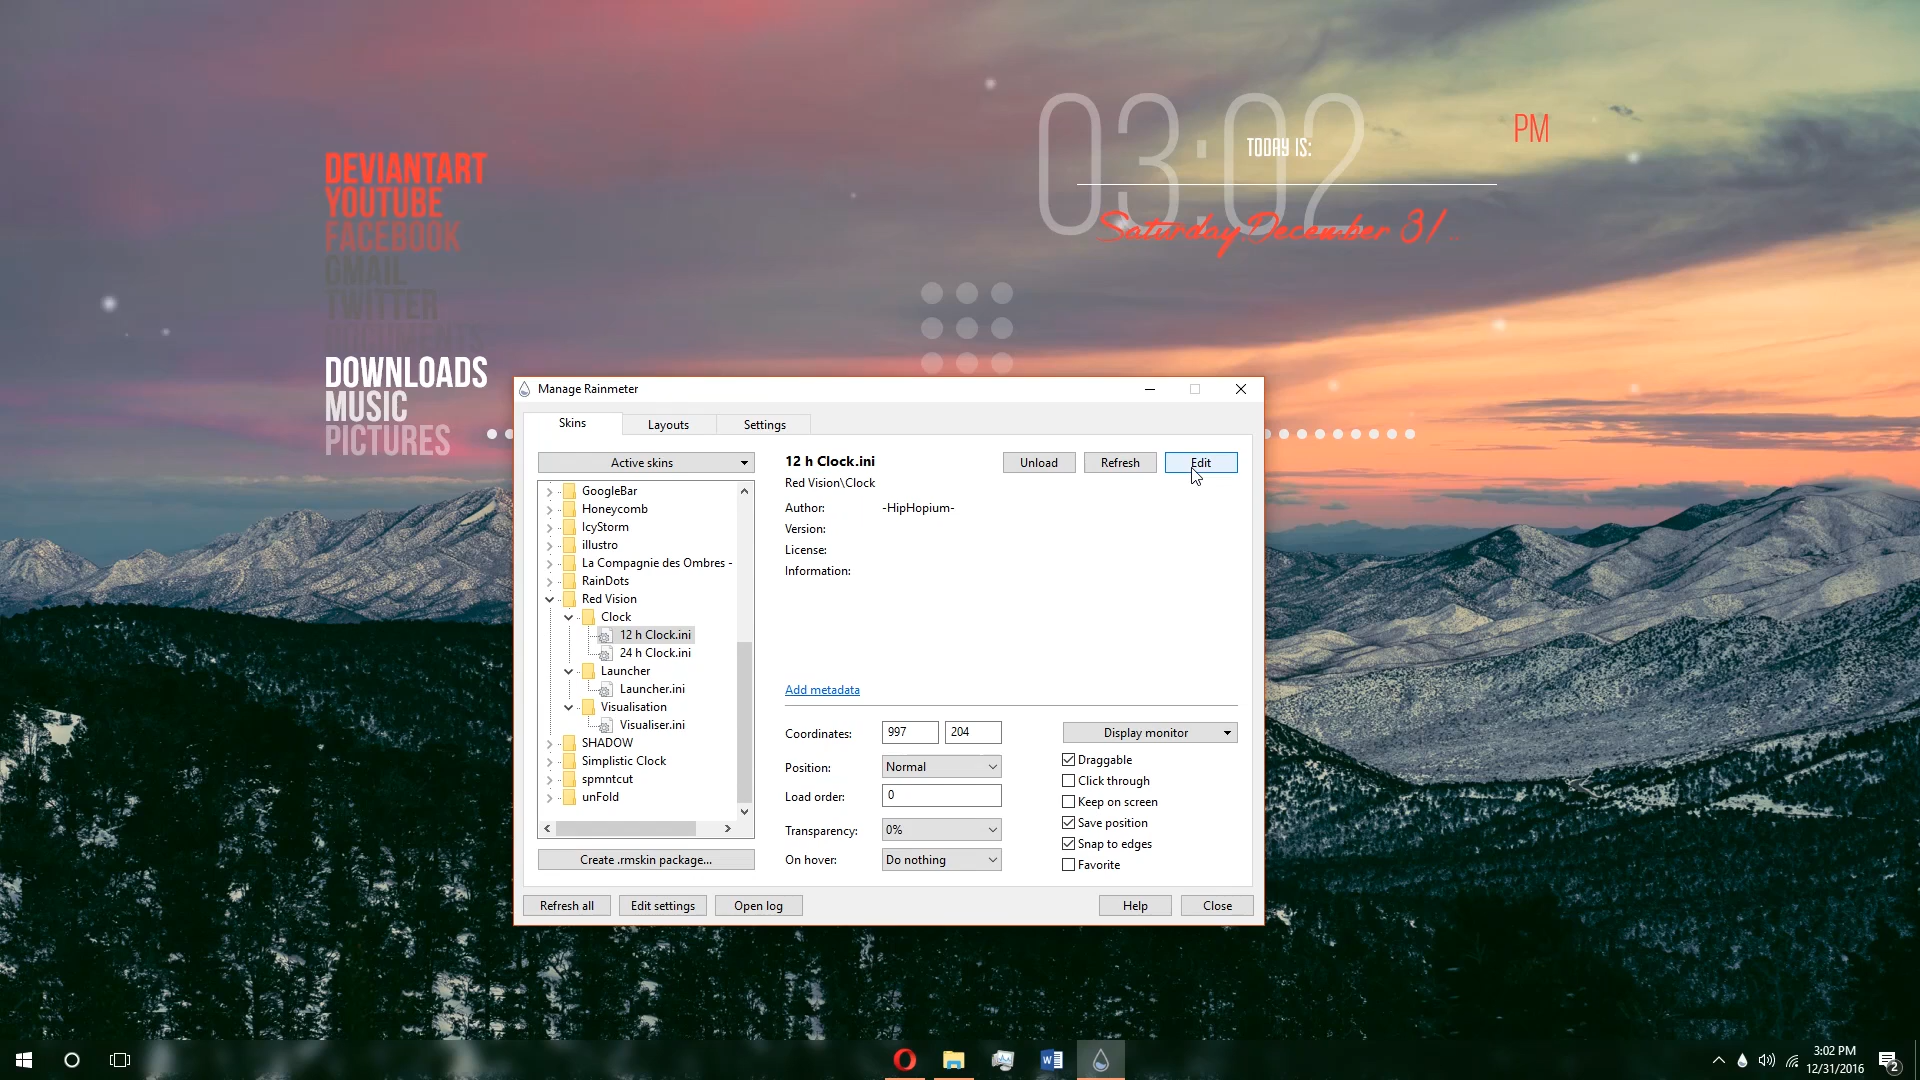 DEVIANTART
YOUTUBE
FACEBOOK
GMAIL
TWITTER
DOCUMENTS
DOWNLOADS
MUSIC
PICTURES
03:02
PM
TODAY IS:
Saturday, December 31..
Manage Rainmeter
Skins
Layouts
Settings
Active skins
GoogleBar
Honeycomb
IcyStorm
illustro
La Compagnie des Ombres -
RainDots
Red Vision
Clock
12 h Clock.ini
24 h Clock.ini
Launcher
Launcher.ini
Visualisation
Visualiser.ini
SHADOW
Simplistic Clock
spmntcut
unFold
Create .rmskin package...
12 h Clock.ini
Unload
Refresh
Edit
Red Vision\Clock
Author: -HipHopium-
Version:
License:
Information:
Add metadata
Coordinates: 997 204
Position: Normal
Load order: 0
Transparency: 0%
On hover: Do nothing
Display monitor
Draggable
Click through
Keep on screen
Save position
Snap to edges
Favorite
Refresh all
Edit settings
Open log
Help
Close
3:02 PM
12/31/2016
2